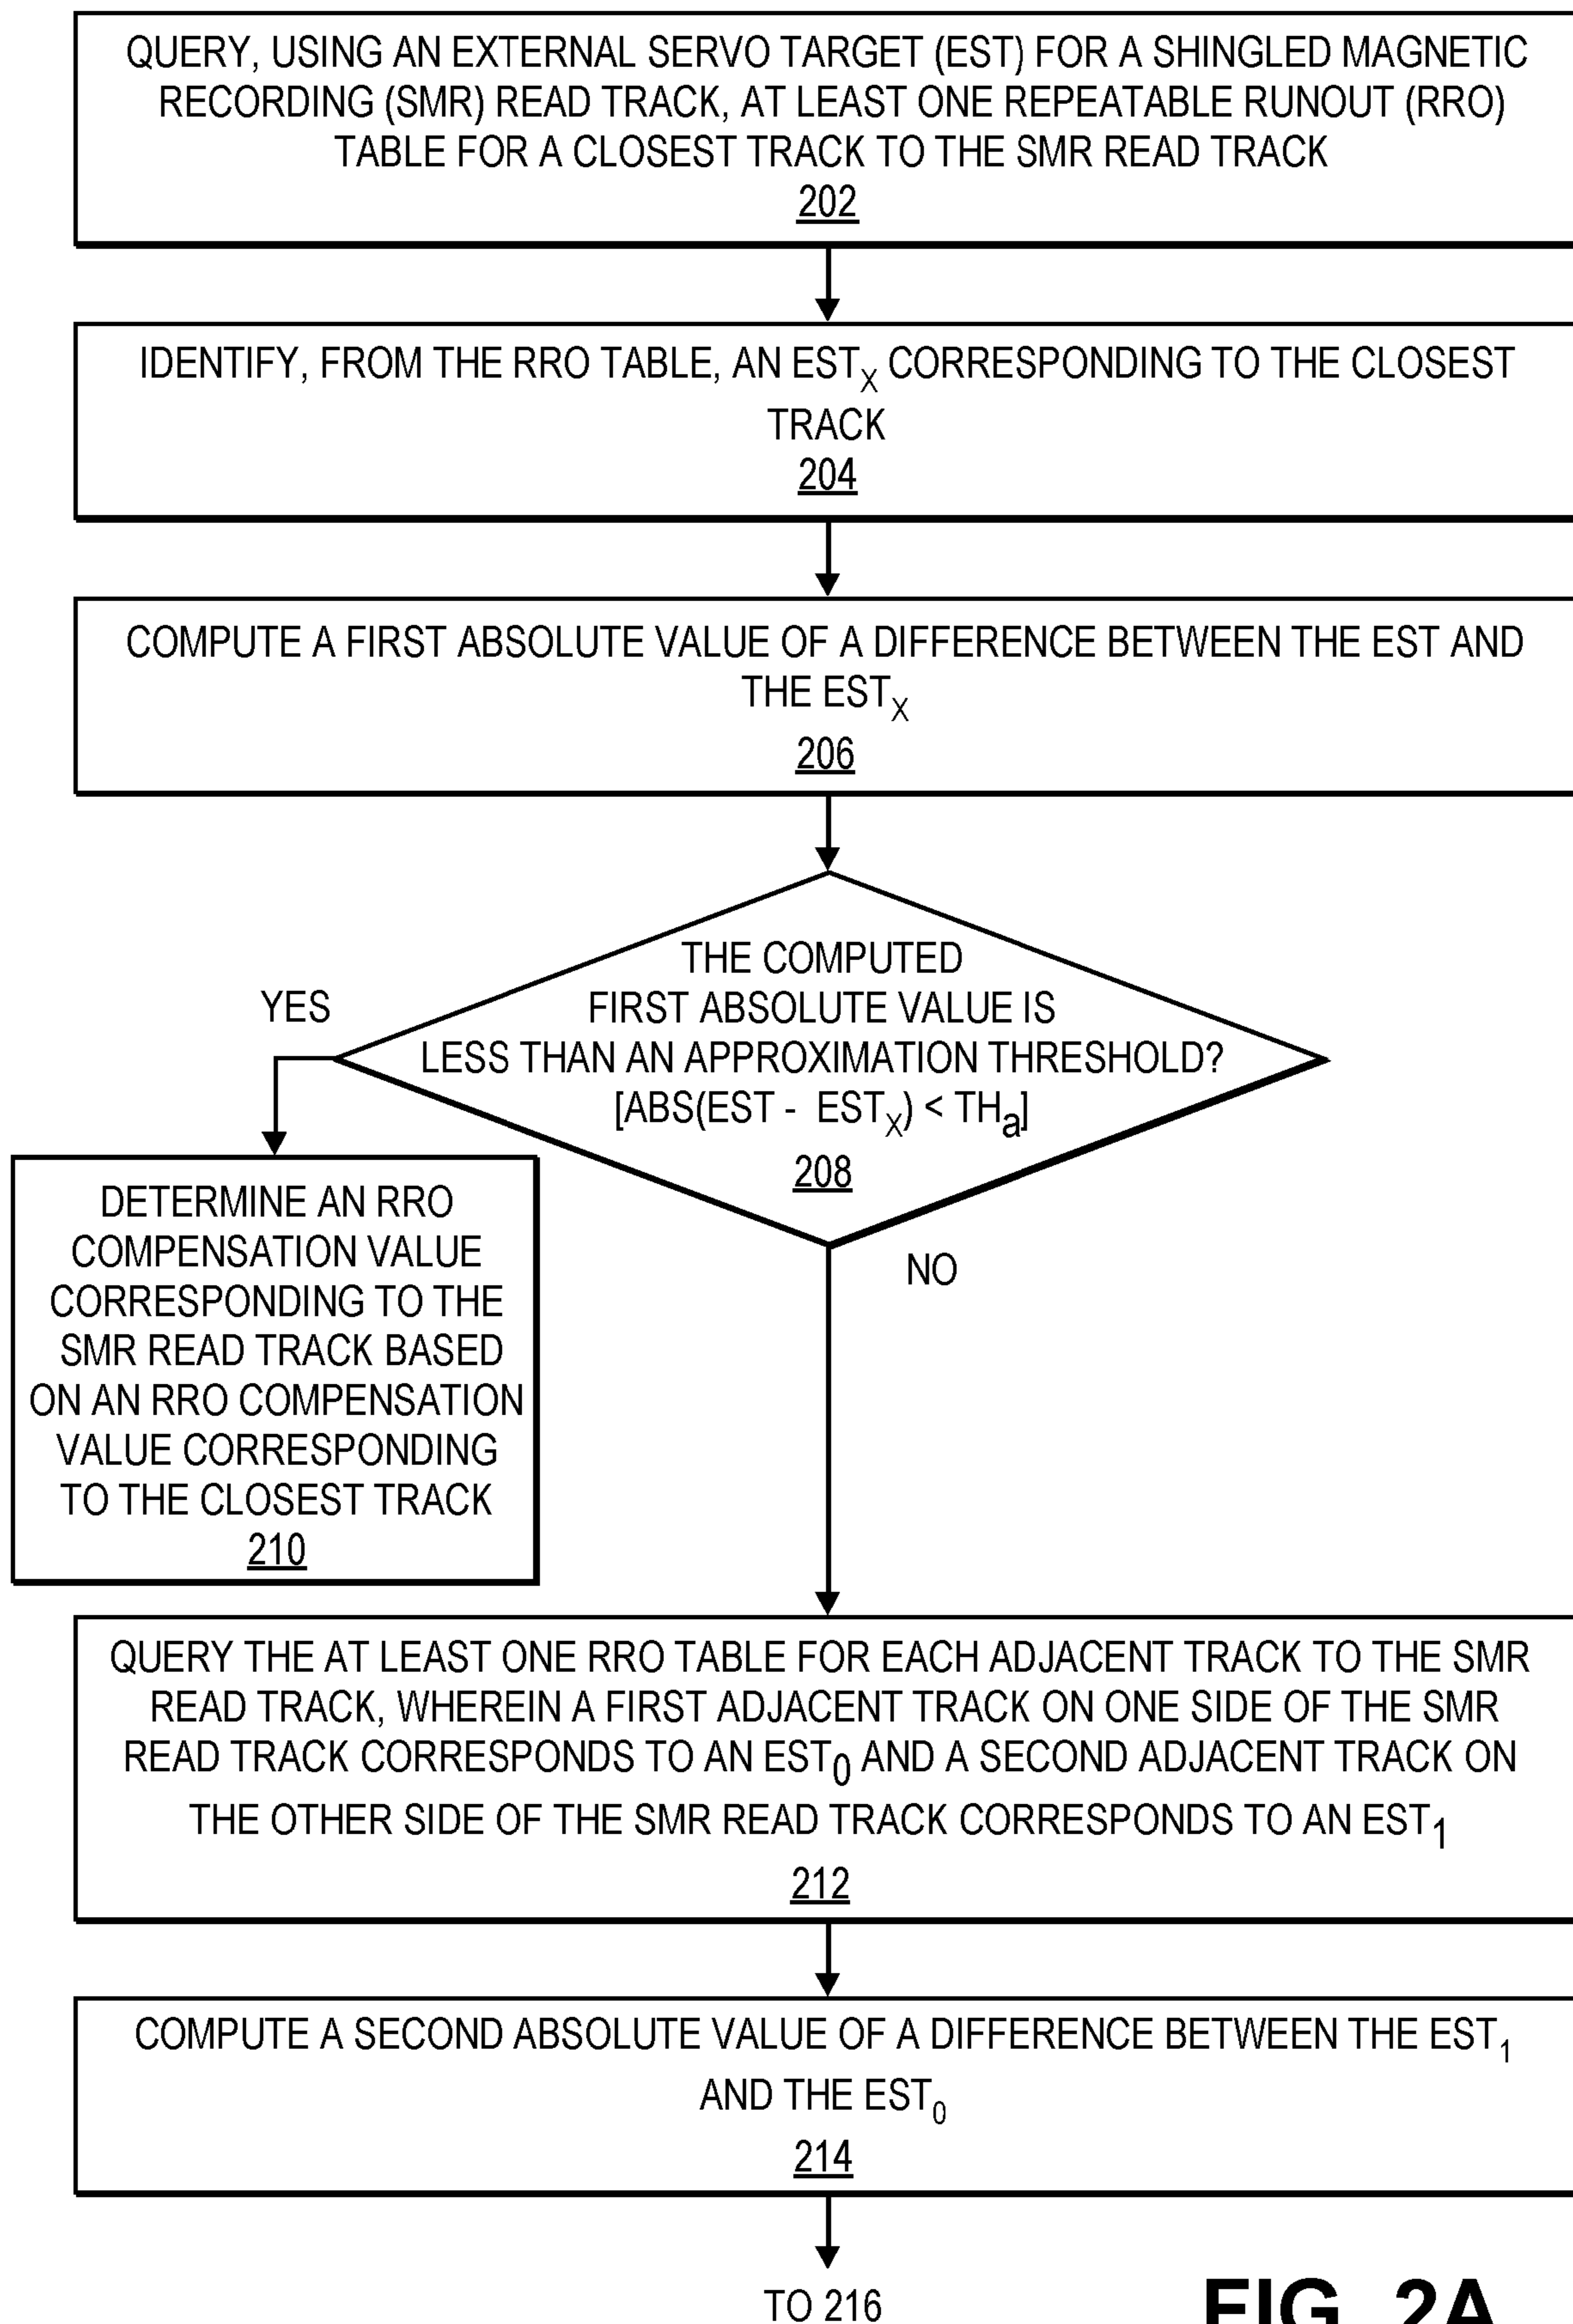 QUERY, USING AN EXTERNAL SERVO TARGET (EST) FOR A SHINGLED MAGNETIC
RECORDING (SMR) READ TRACK, AT LEAST ONE REPEATABLE RUNOUT (RRO)
TABLE FOR A CLOSEST TRACK TO THE SMR READ TRACK
202
IDENTIFY, FROM THE RRO TABLE, AN ESTX CORRESPONDING TO THE CLOSEST
TRACK
204
COMPUTE A FIRST ABSOLUTE VALUE OF A DIFFERENCE BETWEEN THE EST AND
THE ESTX
206
THE COMPUTED
FIRST ABSOLUTE VALUE IS
LESS THAN AN APPROXIMATION THRESHOLD?
[ABS(EST - ESTX) < THa]
208
YES
NO
DETERMINE AN RRO
COMPENSATION VALUE
CORRESPONDING TO THE
SMR READ TRACK BASED
ON AN RRO COMPENSATION
VALUE CORRESPONDING
TO THE CLOSEST TRACK
210
QUERY THE AT LEAST ONE RRO TABLE FOR EACH ADJACENT TRACK TO THE SMR
READ TRACK, WHEREIN A FIRST ADJACENT TRACK ON ONE SIDE OF THE SMR
READ TRACK CORRESPONDS TO AN EST0 AND A SECOND ADJACENT TRACK ON
THE OTHER SIDE OF THE SMR READ TRACK CORRESPONDS TO AN EST1
212
COMPUTE A SECOND ABSOLUTE VALUE OF A DIFFERENCE BETWEEN THE EST1
AND THE EST0
214
TO 216
FIG. 2A